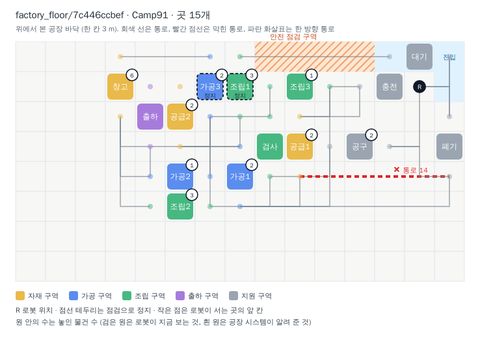 factory_floor/7c446ccbef · Camp91 · 곳 15개
위에서 본 공장 바닥 (한 칸 3 m). 회색 선은 통로, 빨간 점선은 막힌 통로, 파란 화살표는 한 방향 통로
안전 점검 구역
대기
진입
6
2
3
1
창고
가공3
정지
조립1
정지
조립3
충전
R
출하
2
공급2
2
2
검사
공급1
공구
폐기
2
2
가공2
가공1
✕ 통로 14
3
조립2
자재 구역
가공 구역
조립 구역
출하 구역
지원 구역
R 로봇 위치 · 점선 테두리는 점검으로 정지 · 작은 점은 로봇이 서는 곳의 앞 칸
원 안의 수는 놓인 물건 수 (검은 원은 로봇이 지금 보는 것, 흰 원은 공장 시스템이 알려 준 것)